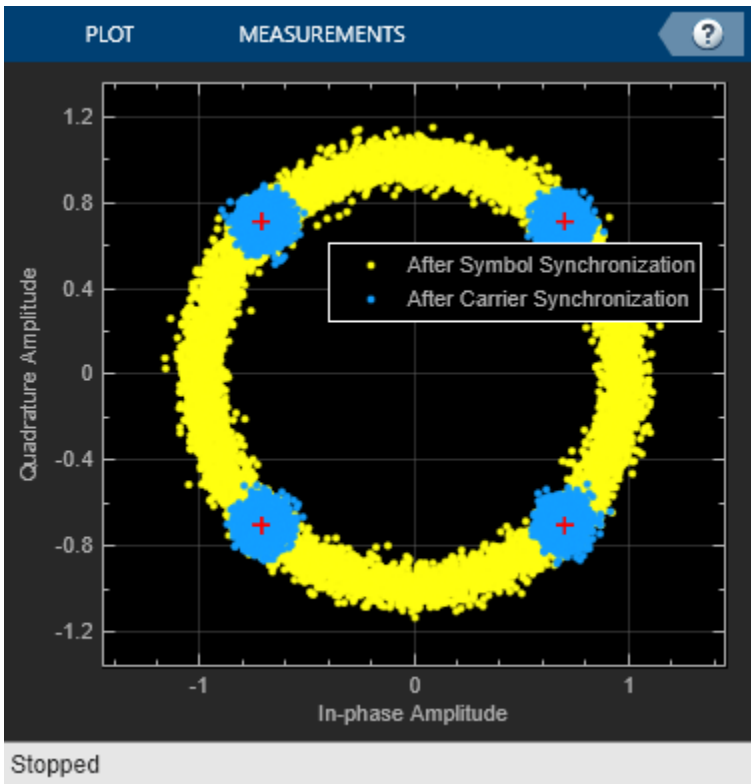 PLOT MEASUREMENTS ?
1.2
0.8
0.4
0
-0.4
-0.8
-1.2
Quadrature Amplitude
After Symbol Synchronization
After Carrier Synchronization
-1 0 1
In-phase Amplitude
Stopped